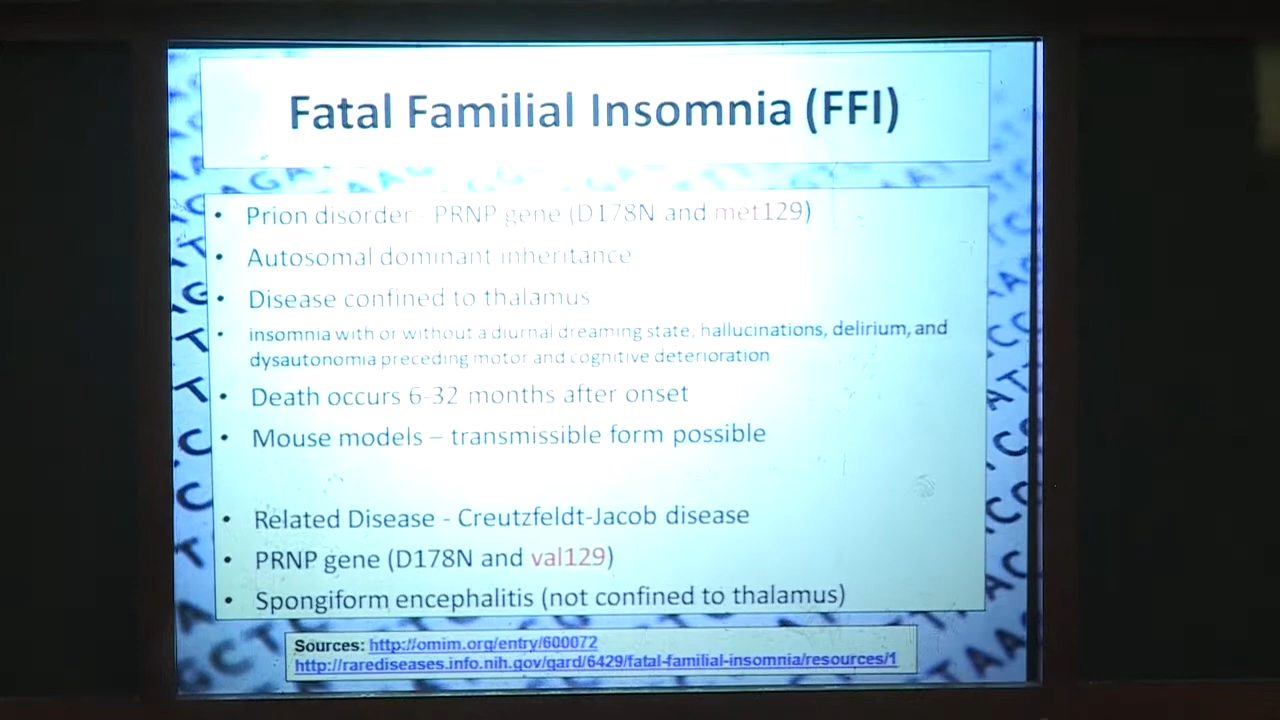 Fatal Familial Insomnia (FFI)
• Prion disorder - PRNP gene (D178N and met129)
• Autosomal dominant inheritance
• Disease confined to thalamus
• insomnia with or without a diurnal dreaming state, hallucinations, delirium, and
dysautonomia preceding motor and cognitive deterioration
• Death occurs 6-32 months after onset
• Mouse models – transmissible form possible
• Related Disease - Creutzfeldt-Jacob disease
• PRNP gene (D178N and val129)
• Spongiform encephalitis (not confined to thalamus)
Sources: http://omim.org/entry/600072
http://rarediseases.info.nih.gov/gard/6429/fatal-familial-insomnia/resources/1